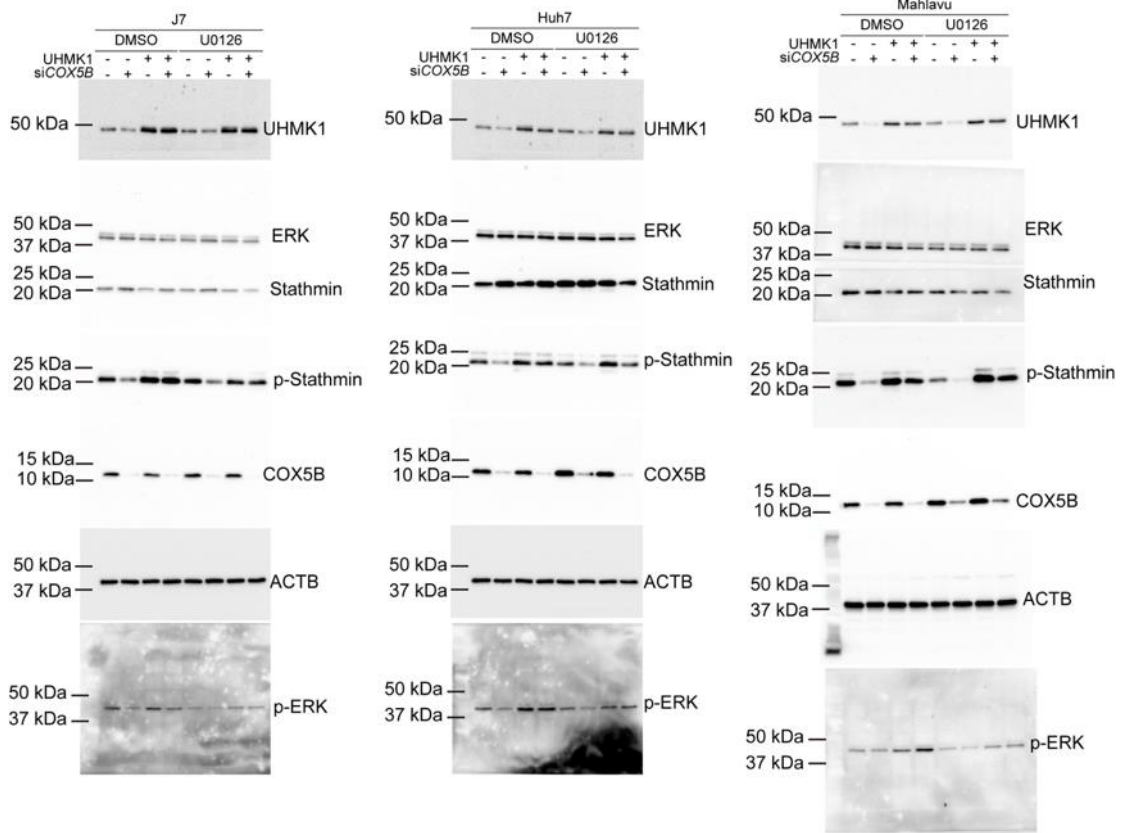 J7
DMSO U0126
UHMK1 - - + + - - + +
siCOX5B - + - + - + - +
50 kDa
UHMK1
50 kDa
37 kDa
ERK
25 kDa
20 kDa
Stathmin
25 kDa
20 kDa
p-Stathmin
15 kDa
10 kDa
COX5B
50 kDa
37 kDa
ACTB
50 kDa
37 kDa
p-ERK
Huh7
DMSO U0126
UHMK1 - - + + - - + +
siCOX5B - + - + - + - +
50 kDa
UHMK1
50 kDa
37 kDa
ERK
25 kDa
20 kDa
Stathmin
25 kDa
20 kDa
p-Stathmin
15 kDa
10 kDa
COX5B
50 kDa
37 kDa
ACTB
50 kDa
37 kDa
p-ERK
Mahlavu
DMSO U0126
UHMK1 - - + + - - + +
siCOX5B - + - + - + - +
50 kDa
UHMK1
50 kDa
37 kDa
ERK
25 kDa
20 kDa
Stathmin
25 kDa
20 kDa
p-Stathmin
15 kDa
10 kDa
COX5B
50 kDa
37 kDa
ACTB
50 kDa
37 kDa
p-ERK